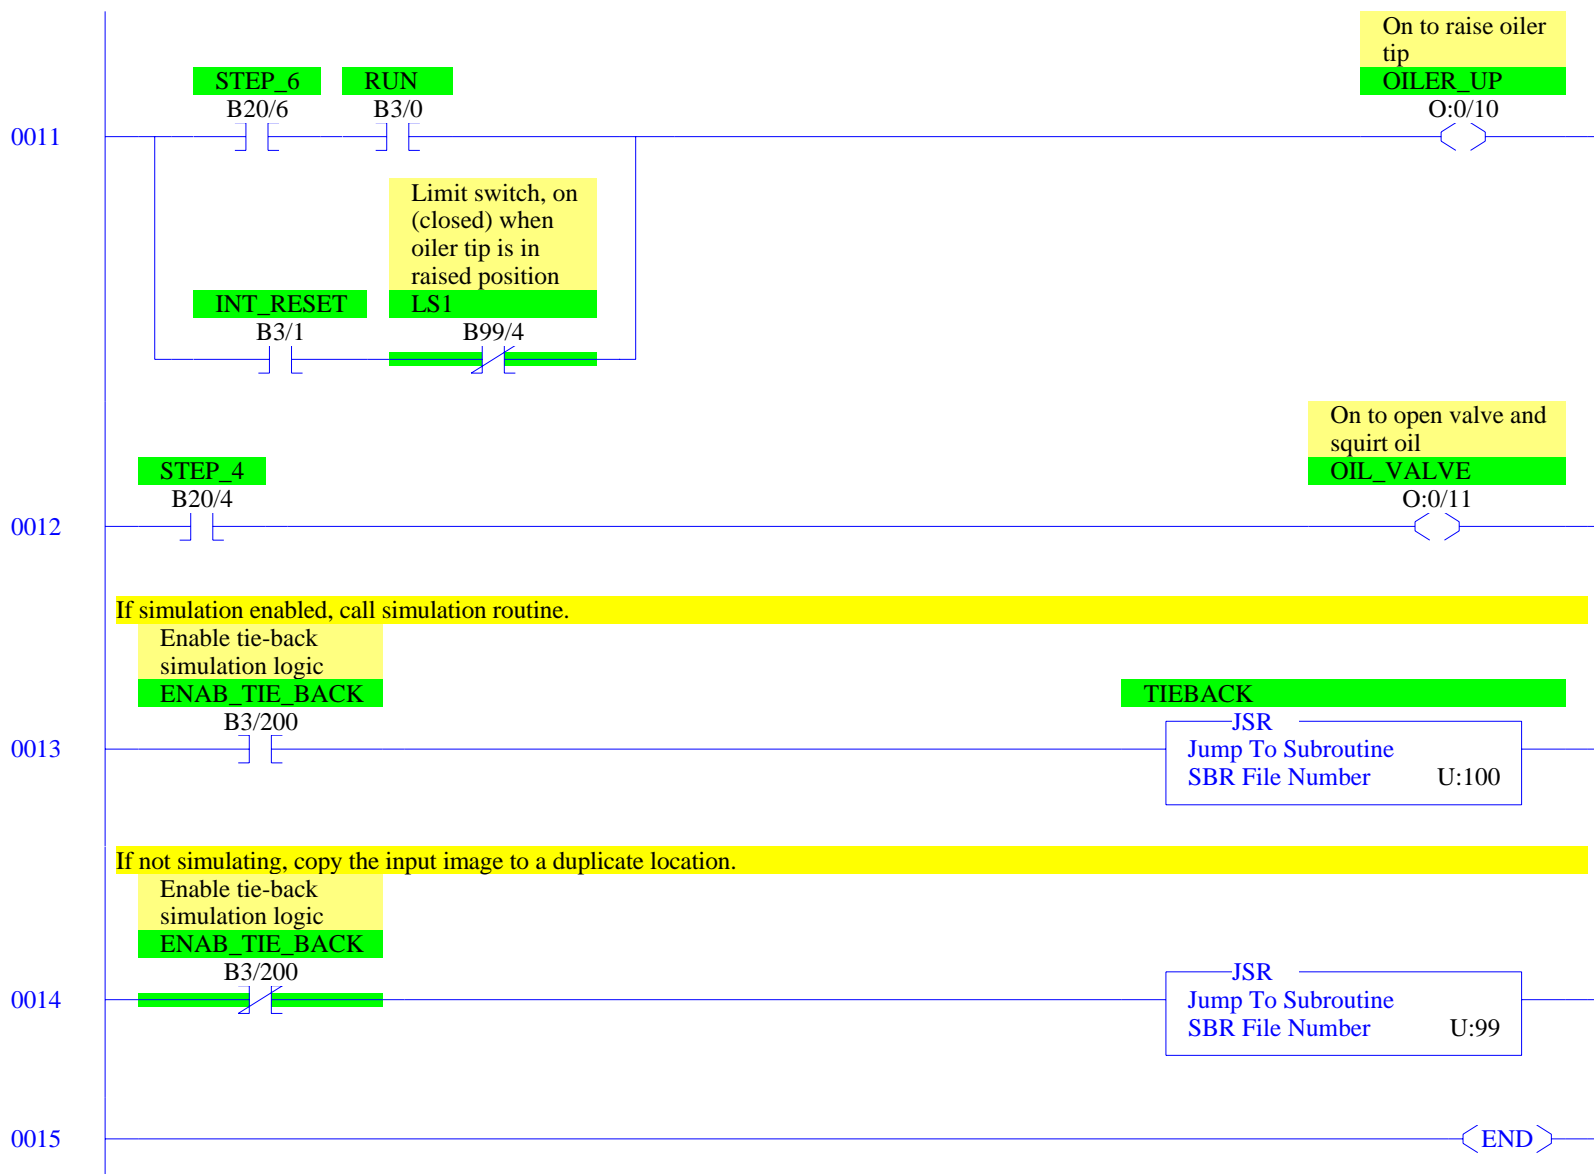 On to raise oiler
tip
STEP_6 RUN OILER_UP
B20/6 B3/0 O:0/10
0011
Limit switch, on
(closed) when
oiler tip is in
raised position
INT_RESET LS1
B3/1 B99/4
On to open valve and
squirt oil
STEP_4 OIL_VALVE
B20/4 O:0/11
0012
If simulation enabled, call simulation routine.
Enable tie-back
simulation logic
ENAB_TIE_BACK TIEBACK
B3/200 JSR
0013 Jump To Subroutine
SBR File Number U:100
If not simulating, copy the input image to a duplicate location.
Enable tie-back
simulation logic
ENAB_TIE_BACK
B3/200 JSR
0014 Jump To Subroutine
SBR File Number U:99
0015 END